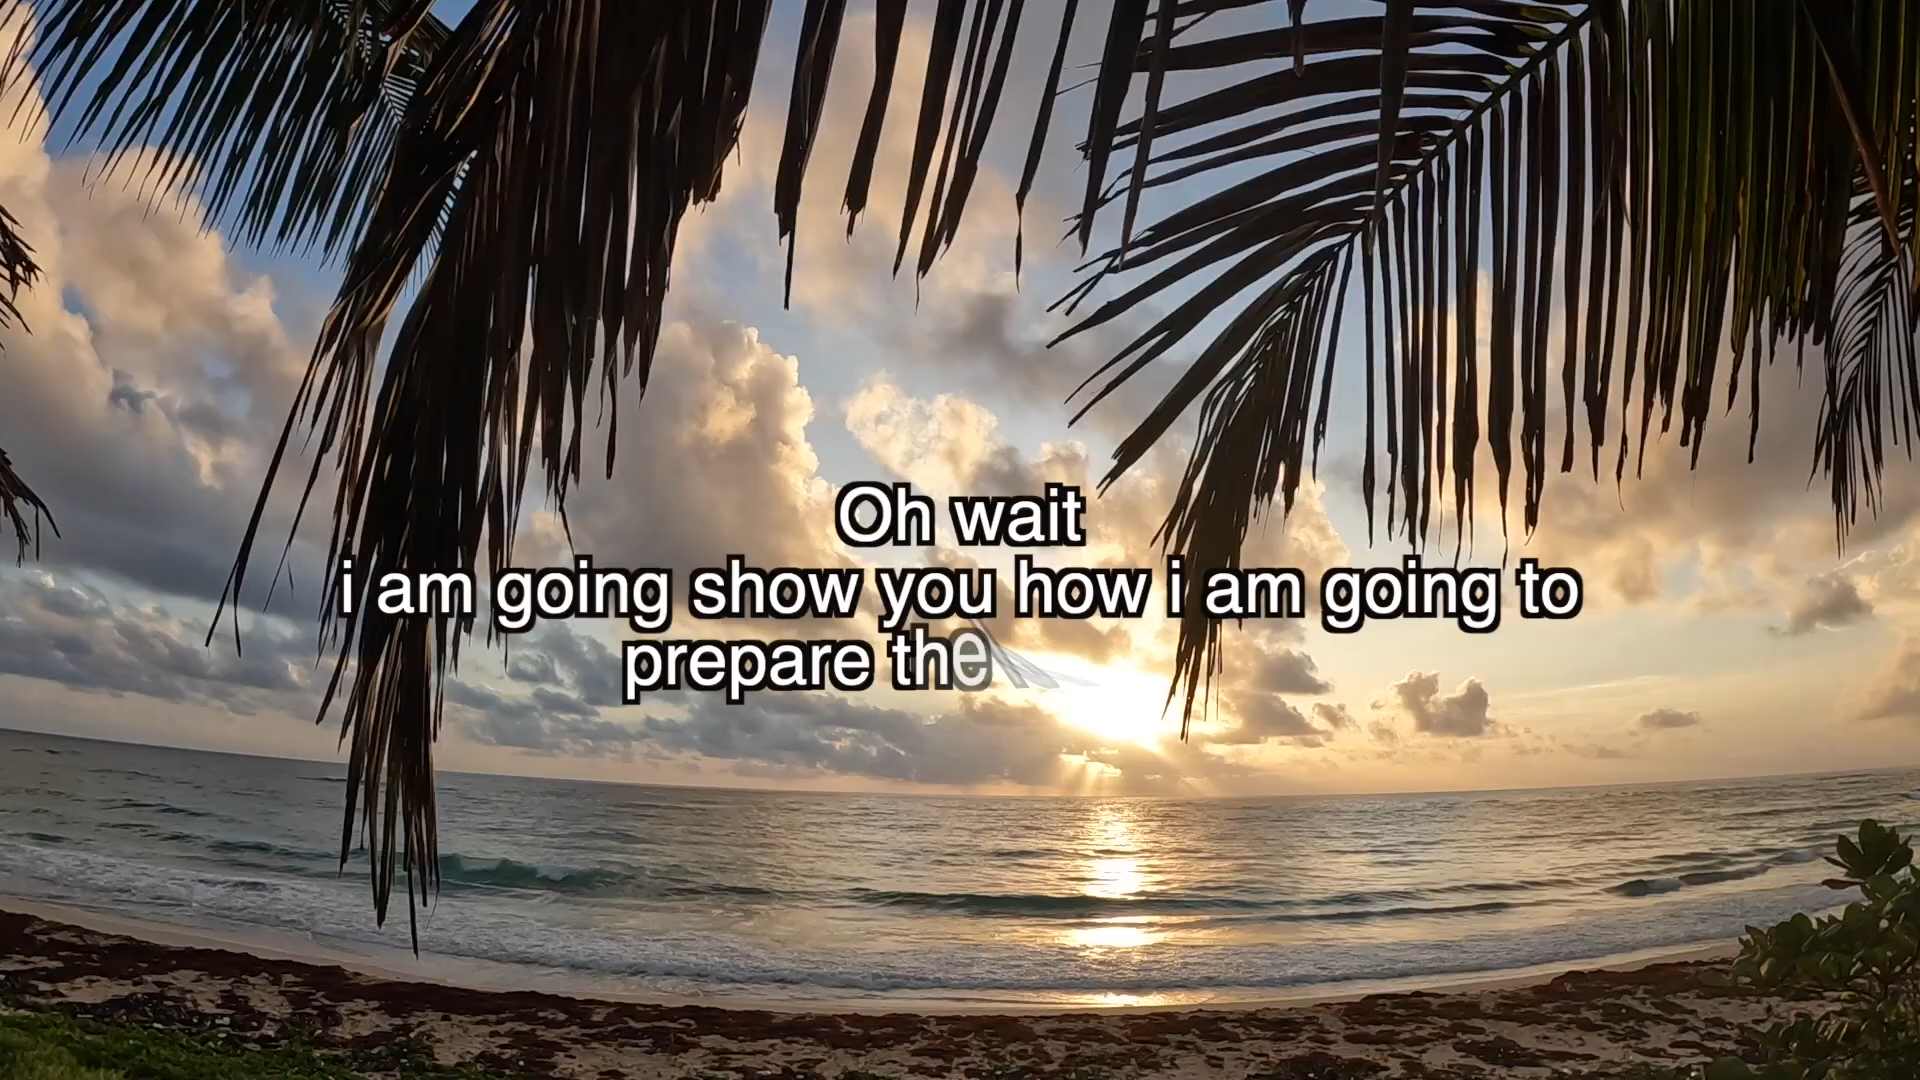 Oh wait
i am going show you how i am going to
prepare the